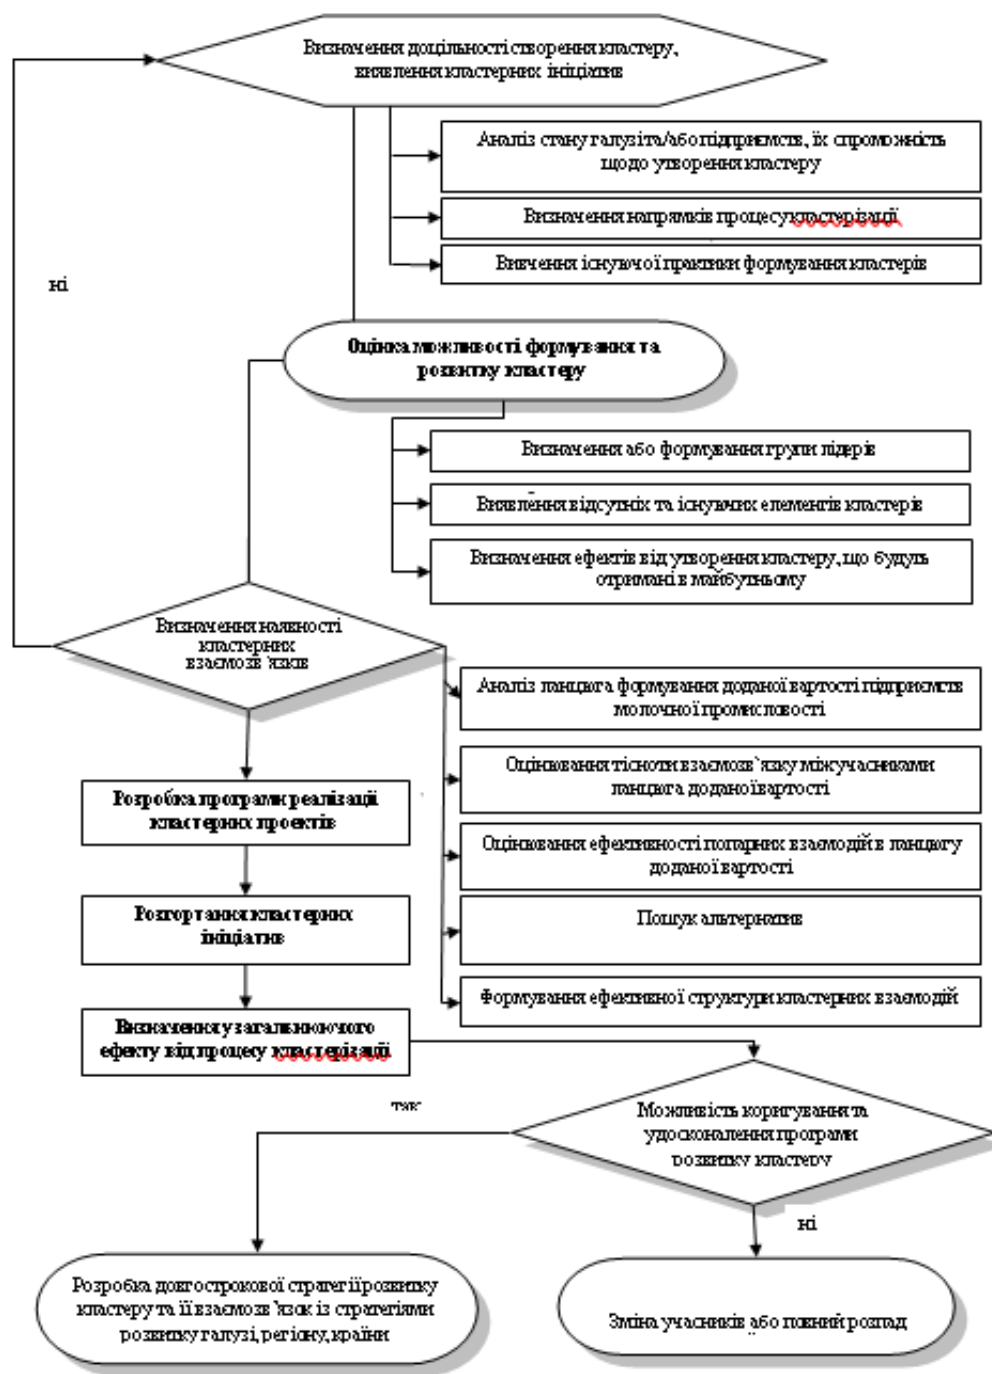 Визначення доцільності створення кластеру,
виявлення кластерних ініціатив
Аналіз стану галузі та/або підприємств, їх спроможність
щодо утворення кластеру
Визначення напрямків процесу кластерізації
Вивчення існуючої практики формування кластерів
ні
Оцінка можливості формування та
розвитку кластеру
Визначення або формування групи лідерів
Виявлення відсутніх та існуючих елементів кластерів
Визначення ефектів від утворення кластеру, що будуть
отримані в майбутньому
Визначення наявності
кластерних
взаємозв'язків
Аналіз ланцюга формування доданої вартості підприємств
молочної промисловості
Оцінювання тісноти взаємозв'язку між учасниками
ланцюга доданої вартості
Розробка програми реалізації
кластерних проектів
Оцінювання ефективності попарних взаємодій в ланцюгу
доданої вартості
Розгортання кластерних
ініціатив
Пошук альтернатив
Формування ефективної структури кластерних взаємодій
Визначення узагальнюючого
ефекту від процесу кластерізації
так
Можливість коригування та
удосконалення програми
розвитку кластеру
ні
Розробка довгострокової стратегії розвитку
кластеру та її взаємозв'язок із стратегіями
розвитку галузі, регіону, країни
Зміна учасників або повний розпад